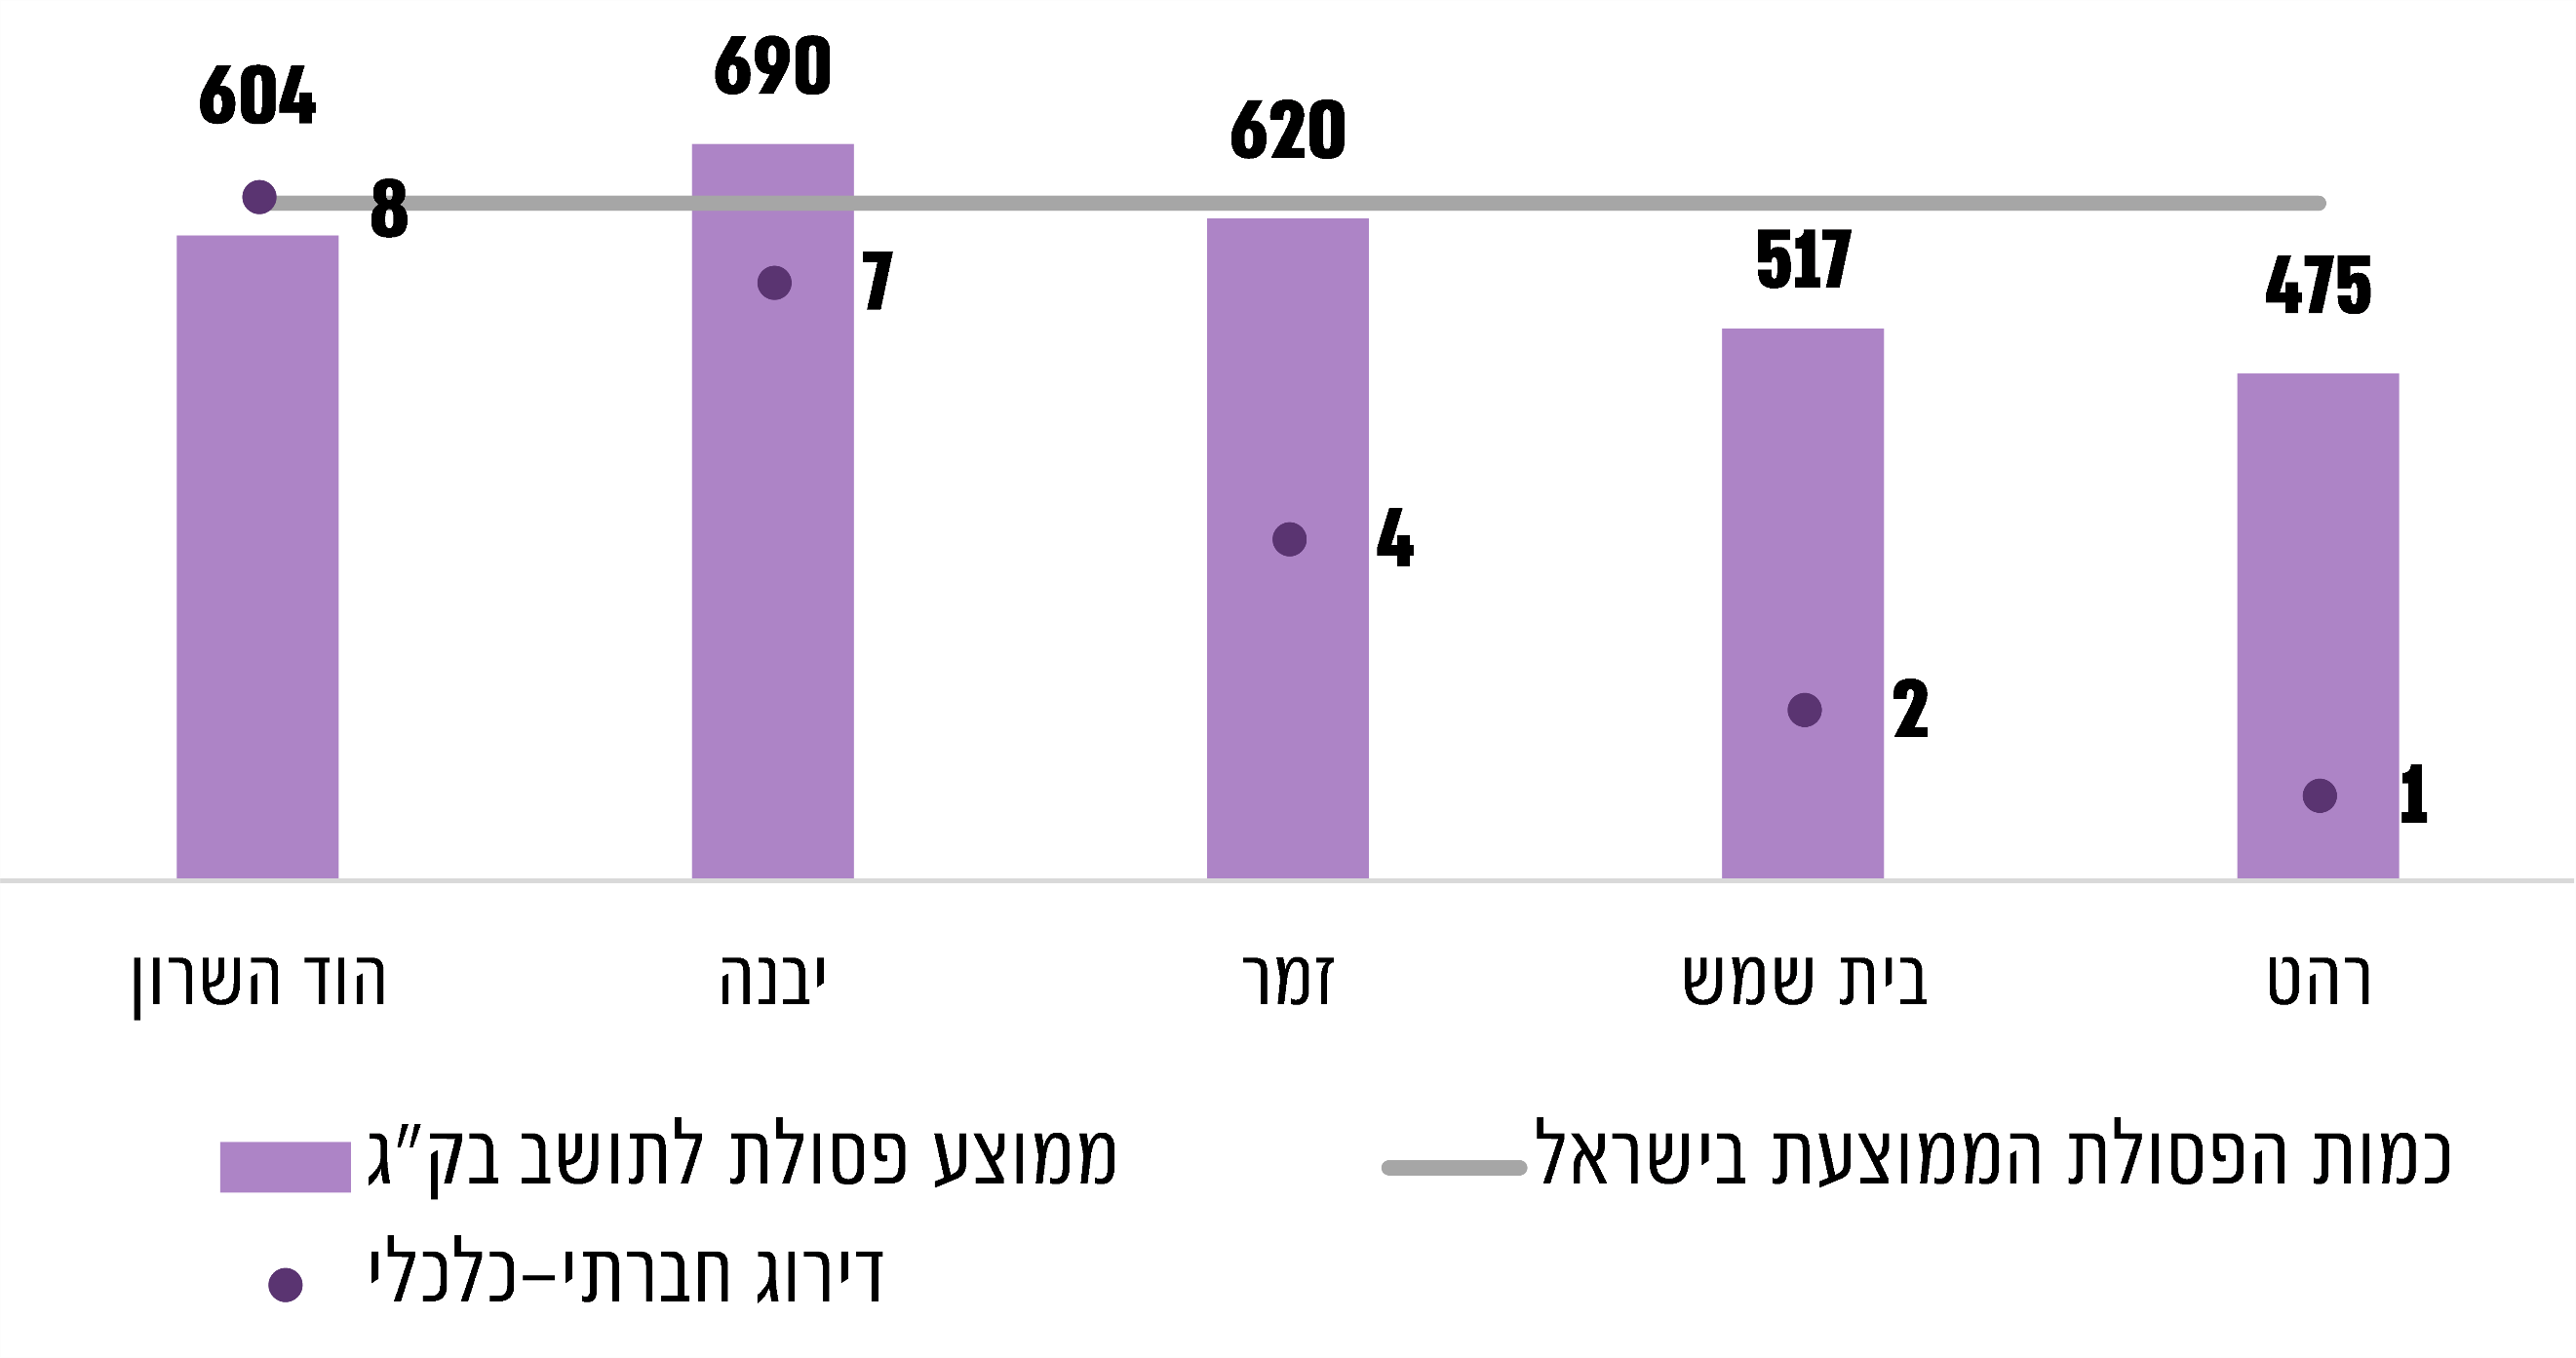 604
690
620
517
475
8
7
4
2
1
הוד השרון
יבנה
זמר
בית שמש
רהט
ממוצע פסולת לתושב בק"ג
כמות הפסולת הממוצעת בישראל
דירוג חברתי-כלכלי